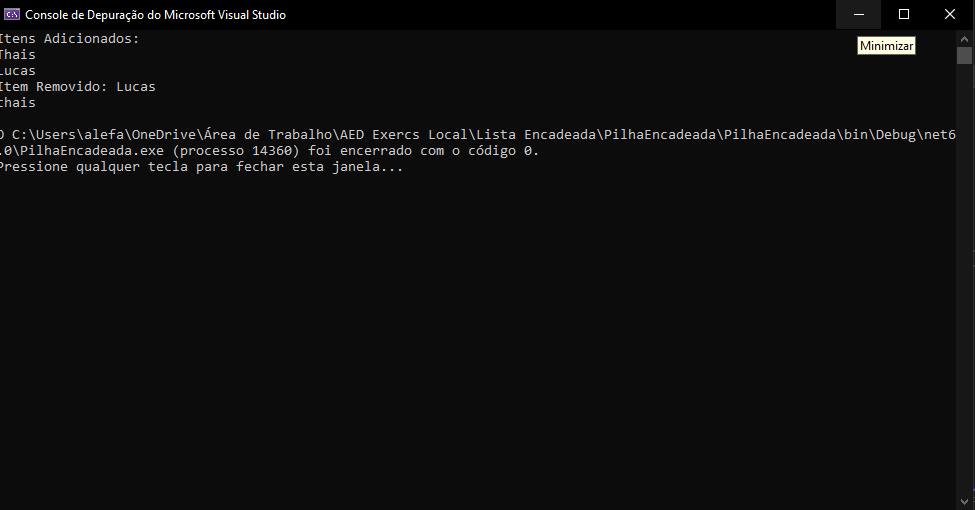 Console de Depuração do Microsoft Visual Studio
Minimizar
Itens Adicionados:
Thais
Lucas
Item Removido: Lucas
thais
O C:\Users\alefa\OneDrive\Área de Trabalho\AED Exercs Local\Lista Encadeada\PilhaEncadeada\PilhaEncadeada\bin\Debug\net6
.0\PilhaEncadeada.exe (processo 14360) foi encerrado com o código 0.
Pressione qualquer tecla para fechar esta janela...